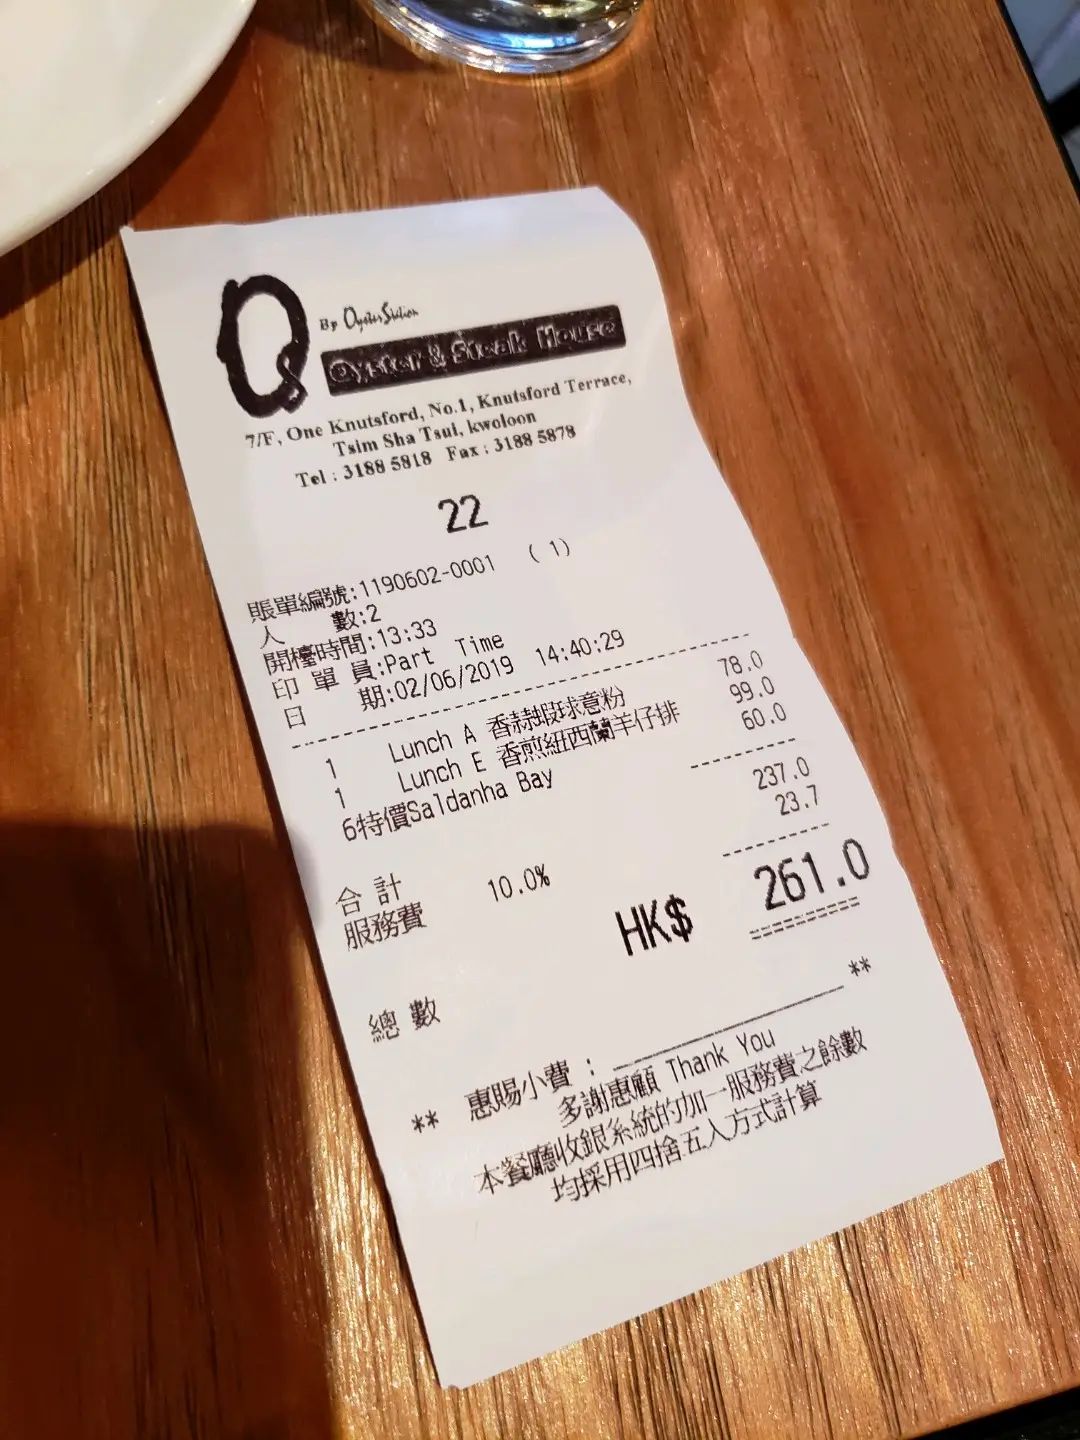 Q
By Oyster Station
Oyster & Steak House
7/F, One Knutsford, No.1, Knutsford Terrace,
Tsim Sha Tsui, kwoloon
Tel : 3188 5818 Fax : 3188 5878
22
賬單編號:1190602-0001 ( 1)
人 數:2
開檯時間:13:33
印 單 員:Part Time
日 期:02/06/2019 14:40:29
1 Lunch A 香蒜蝦球意粉 78.0
1 Lunch E 香煎紐西蘭羊仔排 99.0
6特價Saldanha Bay 60.0
合 計 237.0
服務費 10.0% 23.7
總 數 HK$ 261.0
** 惠賜小費 : ____________ **
多謝惠顧 Thank You
本餐廳收銀系統的加一服務費之餘數
均採用四捨五入方式計算